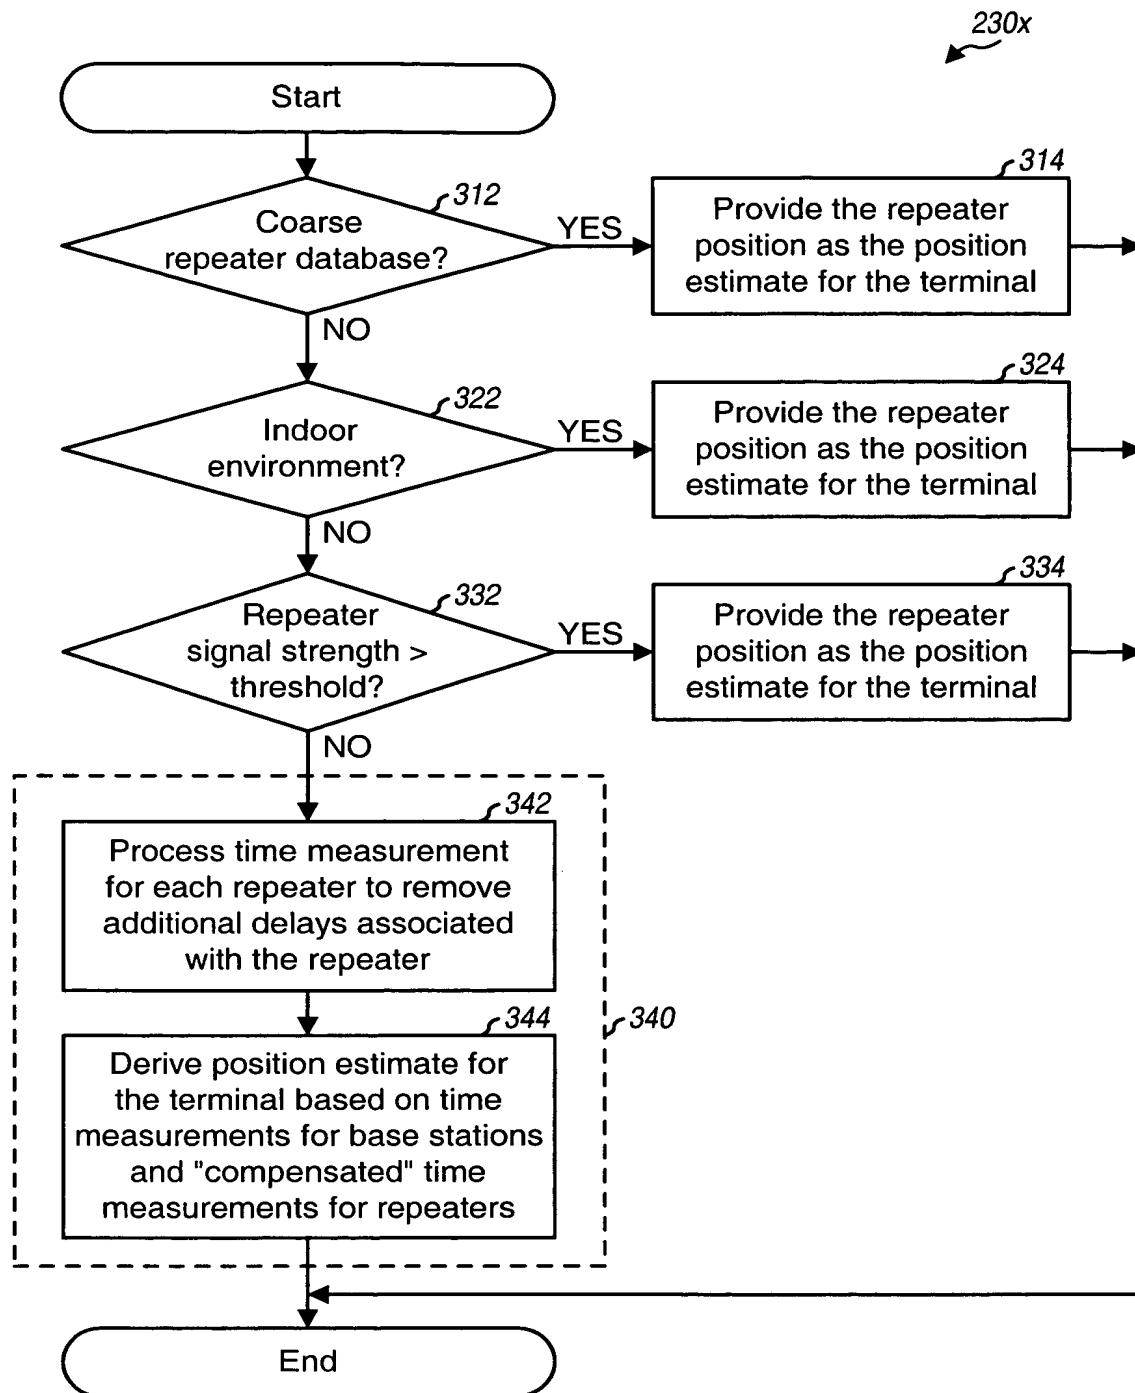 230x
Start
312
Coarse
repeater database?
YES
314
Provide the repeater
position as the position
estimate for the terminal
NO
322
Indoor
environment?
YES
324
Provide the repeater
position as the position
estimate for the terminal
NO
332
Repeater
signal strength >
threshold?
YES
334
Provide the repeater
position as the position
estimate for the terminal
NO
342
Process time measurement
for each repeater to remove
additional delays associated
with the repeater
344
340
Derive position estimate for
the terminal based on time
measurements for base stations
and "compensated" time
measurements for repeaters
End